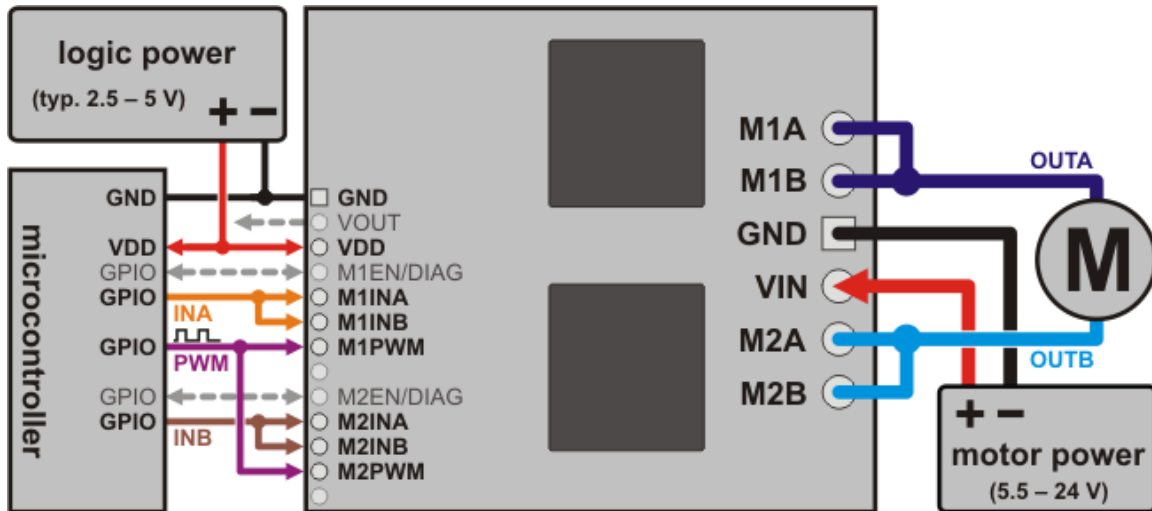 logic power
(typ. 2.5 – 5 V)
+ −
microcontroller
GND
VDD
GPIO
GPIO
INA
GPIO
PWM
GPIO
GPIO
INB
GND
VOUT
VDD
M1EN/DIAG
M1INA
M1INB
M1PWM
M2EN/DIAG
M2INA
M2INB
M2PWM
M1A
M1B
GND
VIN
M2A
M2B
OUTA
M
OUTB
+ −
motor power
(5.5 – 24 V)